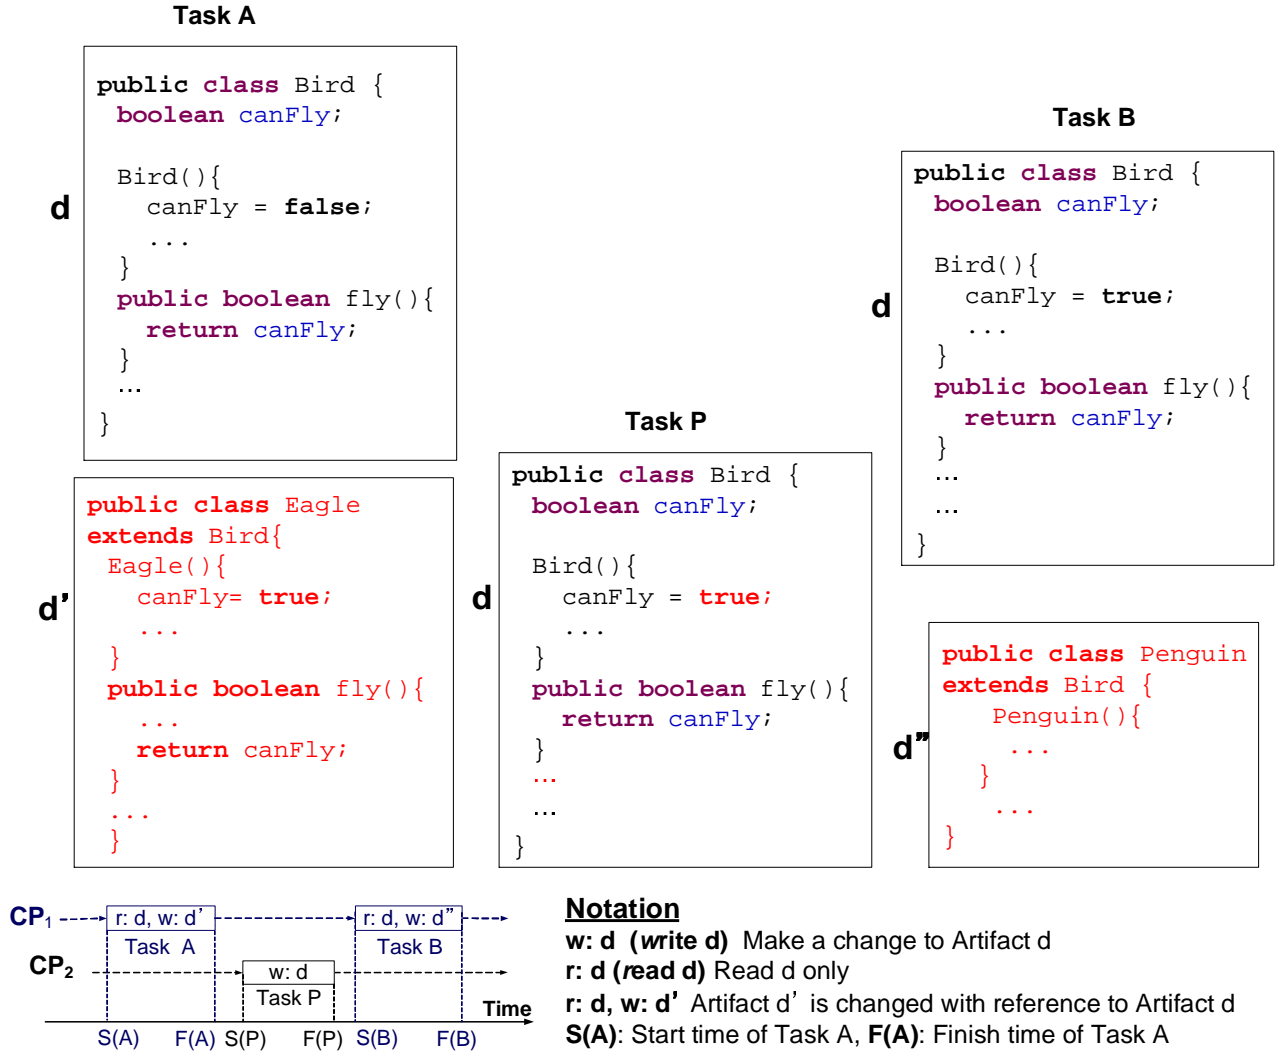 Task A
public class Bird {
boolean canFly;
Bird(){
canFly = false;
...
}
public boolean fly(){
return canFly;
}
...
}
d
public class Eagle
extends Bird{
Eagle(){
canFly= true;
...
}
public boolean fly(){
...
return canFly;
}
...
}
d'
Task P
public class Bird {
boolean canFly;
Bird(){
canFly = true;
...
}
public boolean fly(){
return canFly;
}
...
...
}
d
Task B
public class Bird {
boolean canFly;
Bird(){
canFly = true;
...
}
public boolean fly(){
return canFly;
}
...
...
}
d
public class Penguin
extends Bird {
Penguin(){
...
}
...
}
d"
CP1
r: d, w: d'
Task A
r: d, w: d"
Task B
CP2
w: d
Task P
Time
S(A) F(A) S(P) F(P) S(B) F(B)
Notation
w: d (write d) Make a change to Artifact d
r: d (read d) Read d only
r: d, w: d' Artifact d' is changed with reference to Artifact d
S(A): Start time of Task A, F(A): Finish time of Task A